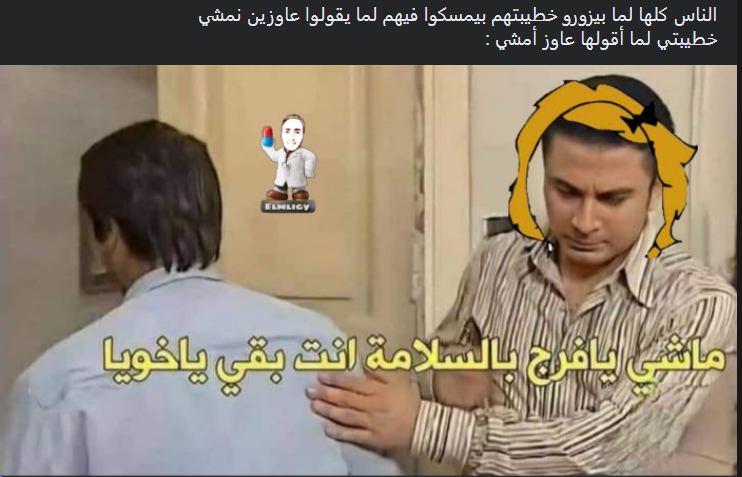 الناس كلها لما بيزورو خطيبتهم بيمسكوا فيهم لما يقولوا عاوزين نمشي
خطيبتي لما أقولها عاوز أمشي :
ELMLIGY
ماشي يافرج بالسلامة انت بقي ياخويا